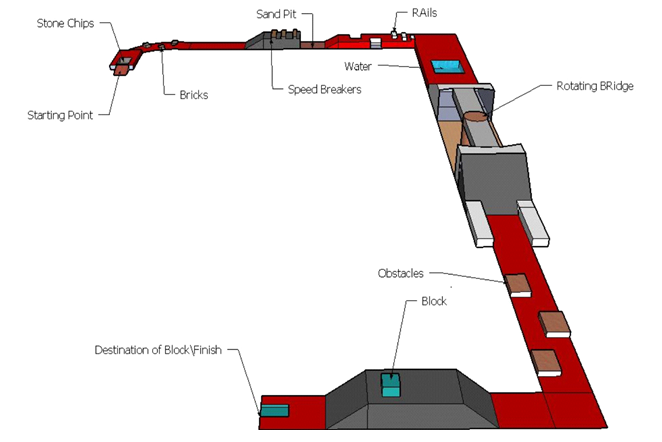 Stone Chips
Sand Pit
RAils
Water
Rotating BRidge
Bricks
Speed Breakers
Starting Point
Obstacles
Block
Destination of Block\Finish